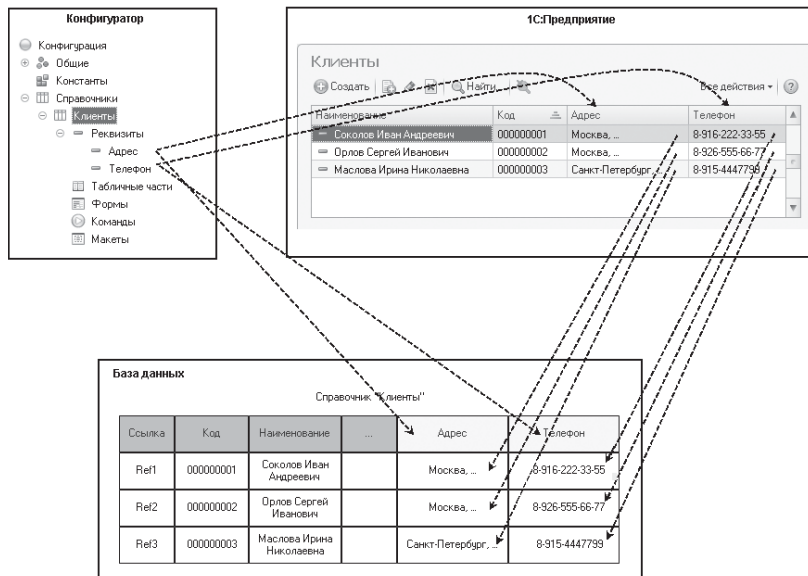 Конфигуратор
Конфигурация
Общие
Константы
Справочники
Клиенты
Реквизиты
Адрес
Телефон
Табличные части
Формы
Команды
Макеты
1С:Предприятие
Клиенты
Создать Найти... Все действия ?
Наименование Код Адрес Телефон
Соколов Иван Андреевич 000000001 Москва, ... 8-916-222-33-55
Орлов Сергей Иванович 000000002 Москва, ... 8-926-555-66-77
Маслова Ирина Николаевна 000000003 Санкт-Петербург, ... 8-915-4447799
База данных
Справочник "Клиенты"
Ссылка Код Наименование ... Адрес Телефон
Ref1 000000001 Соколов Иван Андреевич Москва, ... 8-916-222-33-55
Ref2 000000002 Орлов Сергей Иванович Москва, ... 8-926-555-66-77
Ref3 000000003 Маслова Ирина Николаевна Санкт-Петербург, ... 8-915-4447799